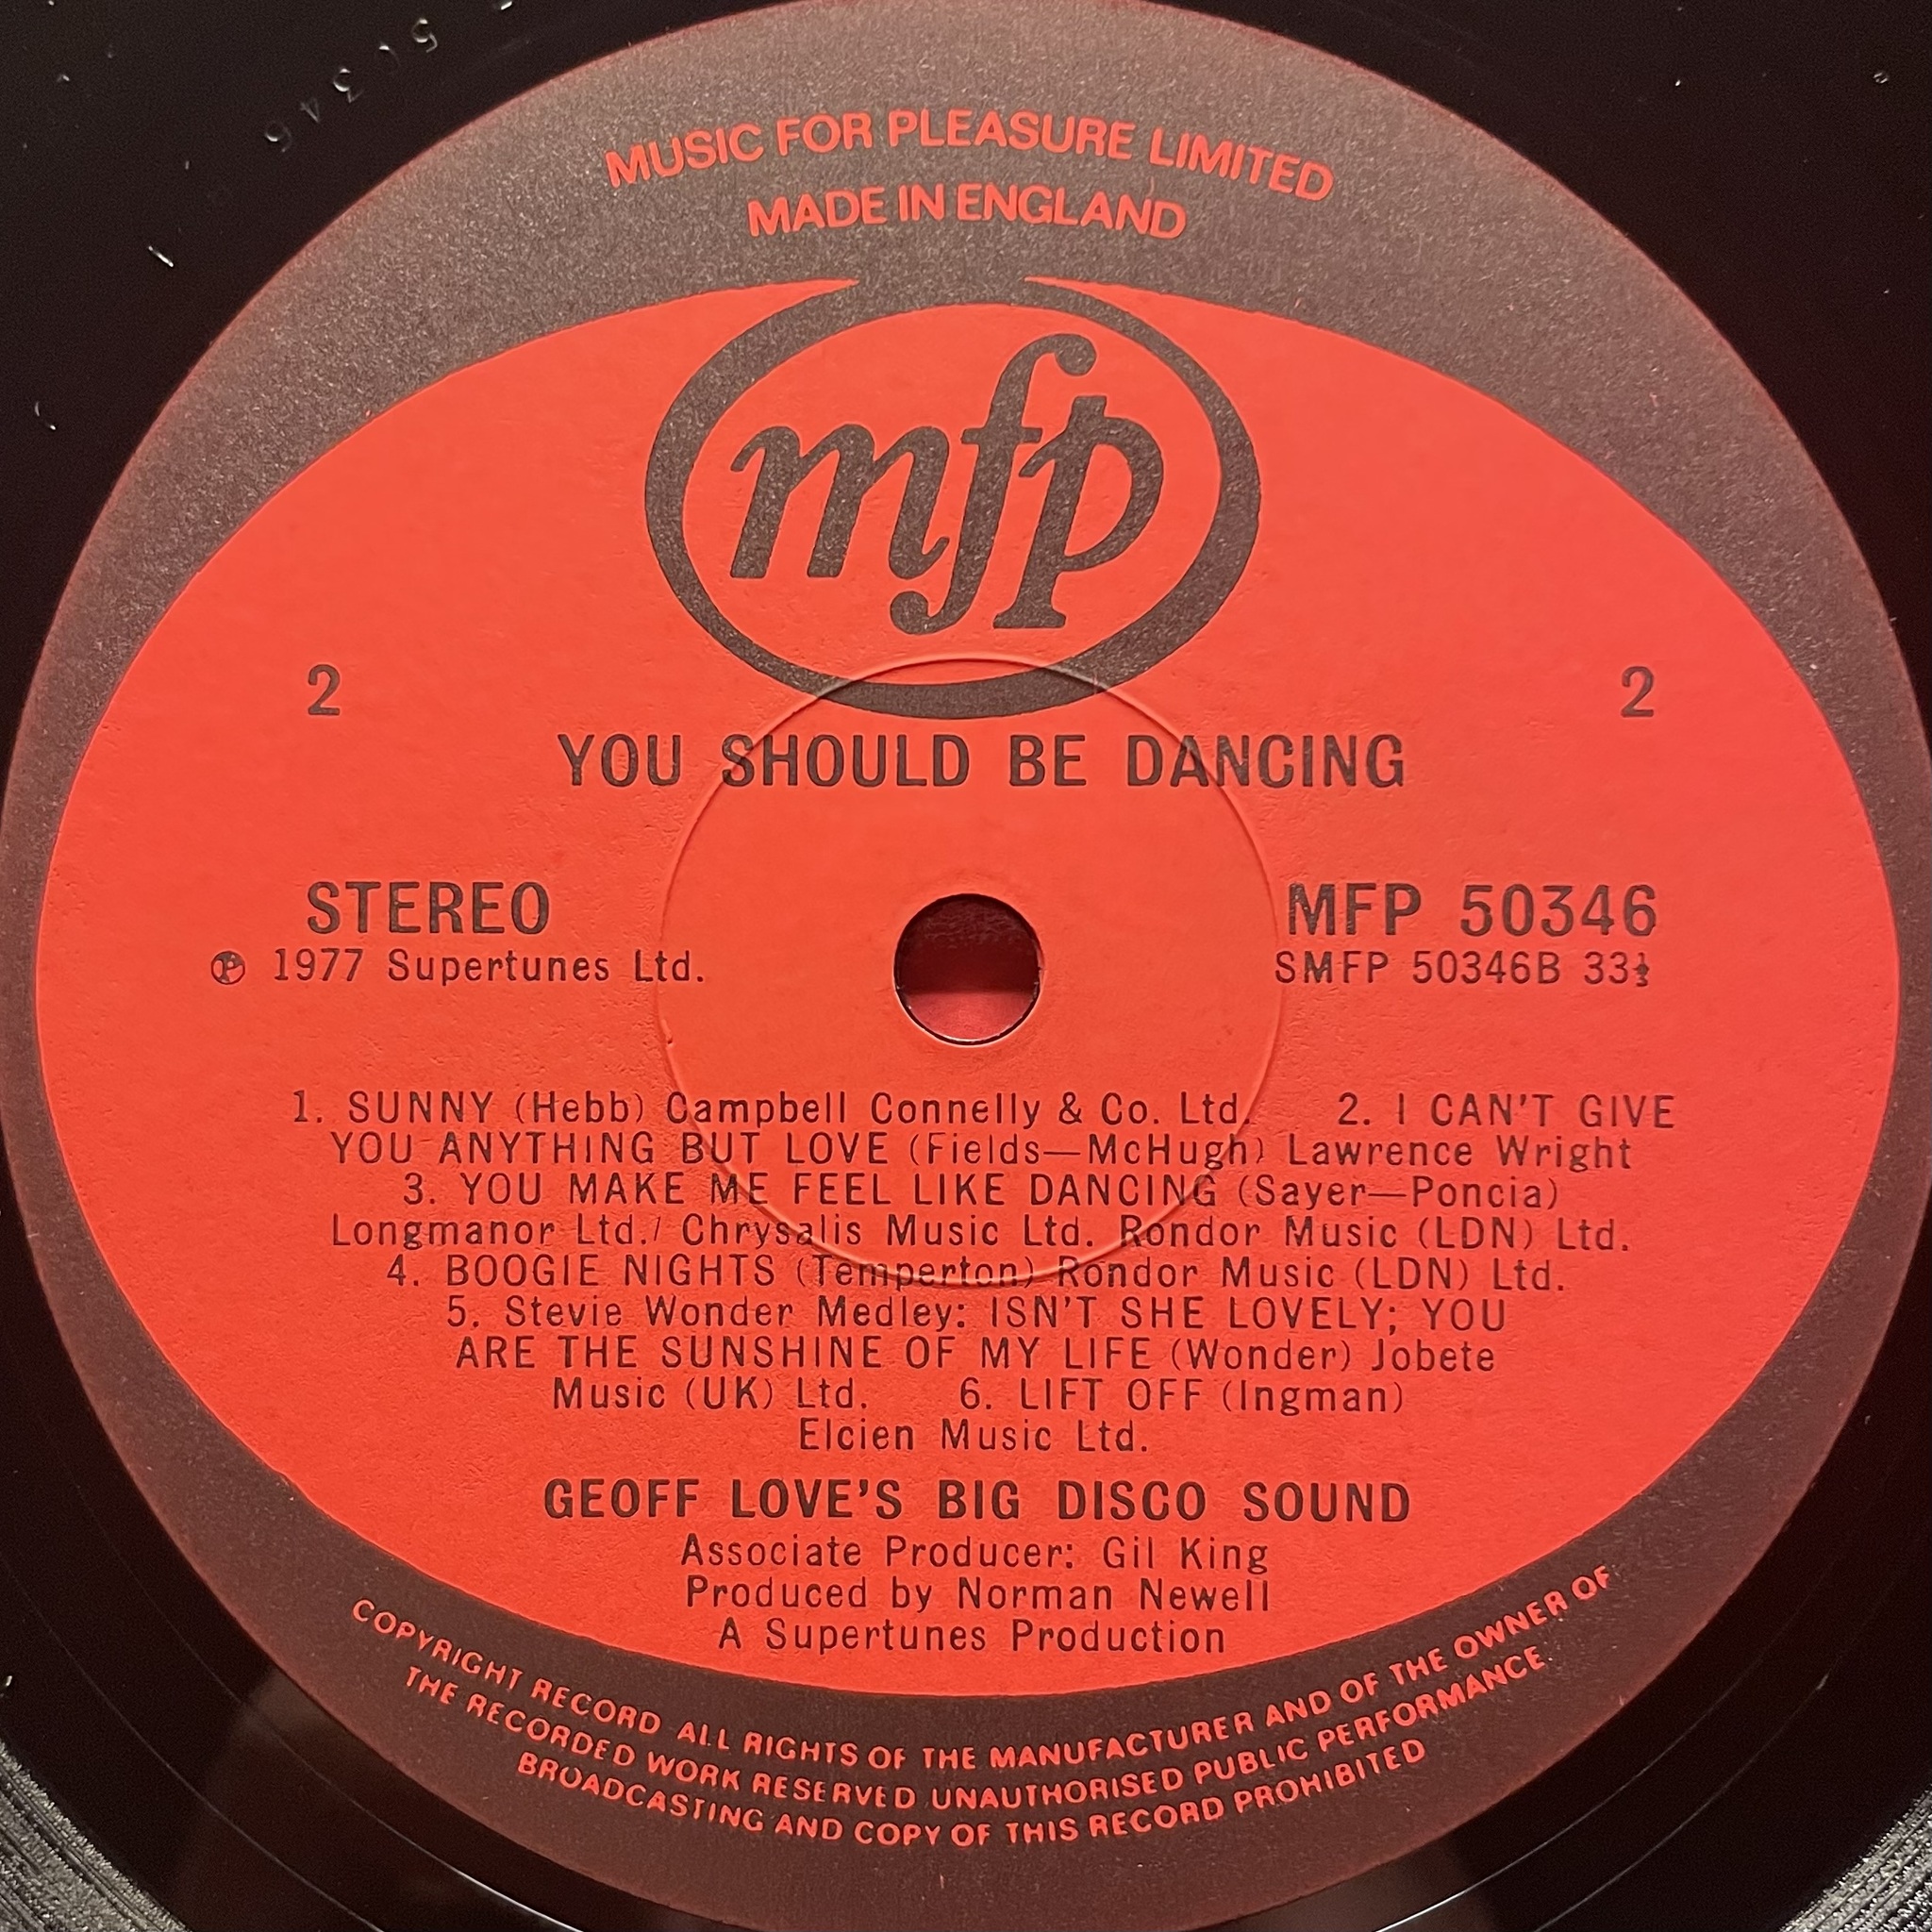 5034
MUSIC FOR PLEASURE LIMITED
MADE IN ENGLAND
mfp
2 2
YOU SHOULD BE DANCING
STEREO MFP 50346
Ⓟ 1977 Supertunes Ltd. SMFP 50346B 33⅓
1. SUNNY (Hebb) Campbell Connelly & Co. Ltd. 2. I CAN'T GIVE
YOU ANYTHING BUT LOVE (Fields—McHugh) Lawrence Wright
3. YOU MAKE ME FEEL LIKE DANCING (Sayer—Poncia)
Longmanor Ltd./ Chrysalis Music Ltd. Rondor Music (LDN) Ltd.
4. BOOGIE NIGHTS (Temperton) Rondor Music (LDN) Ltd.
5. Stevie Wonder Medley: ISN'T SHE LOVELY; YOU
ARE THE SUNSHINE OF MY LIFE (Wonder) Jobete
Music (UK) Ltd. 6. LIFT OFF (Ingman)
Elcien Music Ltd.
GEOFF LOVE'S BIG DISCO SOUND
Associate Producer: Gil King
Produced by Norman Newell
A Supertunes Production
COPYRIGHT RECORD ALL RIGHTS OF THE MANUFACTURER AND OF THE OWNER OF
THE RECORDED WORK RESERVED UNAUTHORISED PUBLIC PERFORMANCE
BROADCASTING AND COPY OF THIS RECORD PROHIBITED